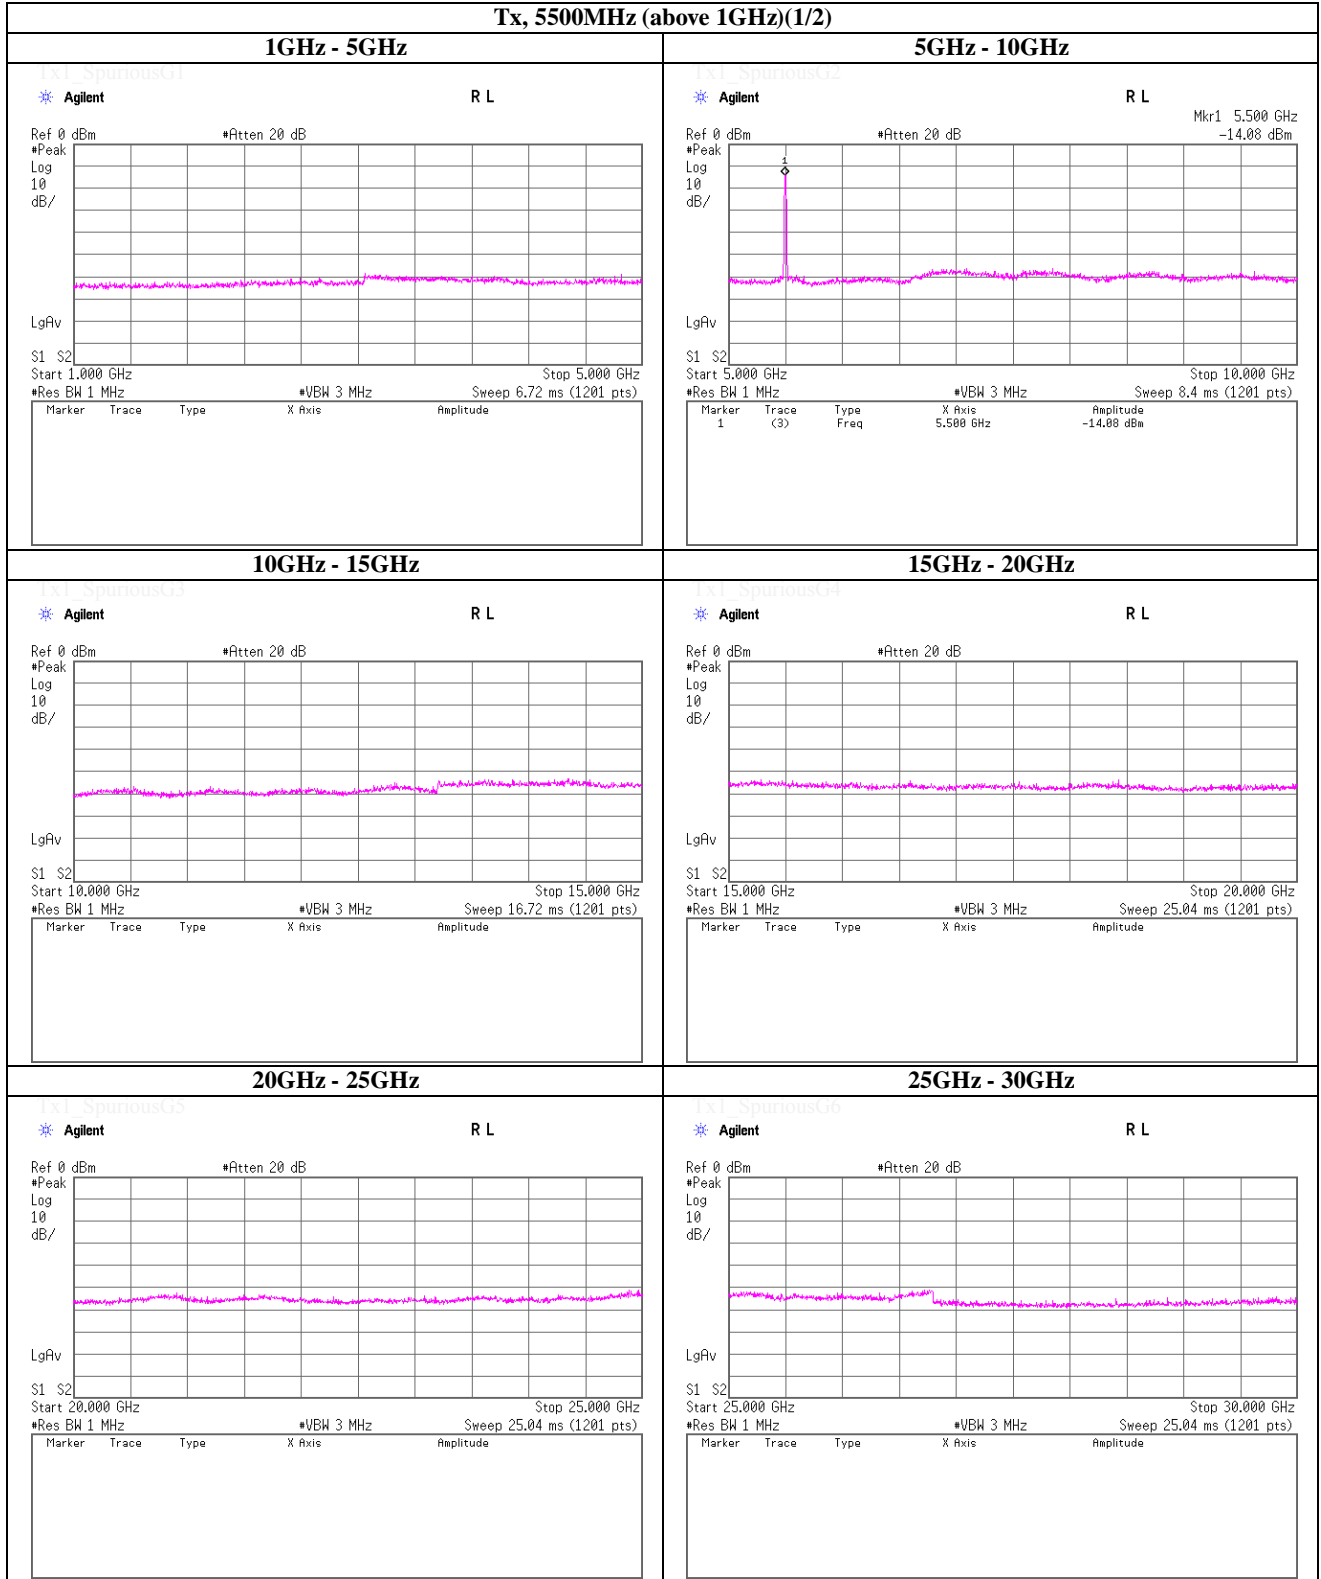 Tx, 5500MHz (above 1GHz)(1/2)
1GHz - 5GHz
Tx1_SpuriousG1
Agilent R L
Ref 0 dBm #Atten 20 dB
#Peak
Log
10
dB/
LgAv
S1 S2
Start 1.000 GHz Stop 5.000 GHz
#Res BW 1 MHz #VBW 3 MHz Sweep 6.72 ms (1201 pts)
Marker Trace Type X Axis Amplitude
5GHz - 10GHz
Tx1_SpuriousG2
Agilent R L
Mkr1 5.500 GHz
Ref 0 dBm #Atten 20 dB -14.08 dBm
#Peak
Log
10
dB/
1
LgAv
S1 S2
Start 5.000 GHz Stop 10.000 GHz
#Res BW 1 MHz #VBW 3 MHz Sweep 8.4 ms (1201 pts)
Marker Trace Type X Axis Amplitude
1 (3) Freq 5.500 GHz -14.08 dBm
10GHz - 15GHz
Tx1_SpuriousG3
Agilent R L
Ref 0 dBm #Atten 20 dB
#Peak
Log
10
dB/
LgAv
S1 S2
Start 10.000 GHz Stop 15.000 GHz
#Res BW 1 MHz #VBW 3 MHz Sweep 16.72 ms (1201 pts)
Marker Trace Type X Axis Amplitude
15GHz - 20GHz
Tx1_SpuriousG4
Agilent R L
Ref 0 dBm #Atten 20 dB
#Peak
Log
10
dB/
LgAv
S1 S2
Start 15.000 GHz Stop 20.000 GHz
#Res BW 1 MHz #VBW 3 MHz Sweep 25.04 ms (1201 pts)
Marker Trace Type X Axis Amplitude
20GHz - 25GHz
Tx1_SpuriousG5
Agilent R L
Ref 0 dBm #Atten 20 dB
#Peak
Log
10
dB/
LgAv
S1 S2
Start 20.000 GHz Stop 25.000 GHz
#Res BW 1 MHz #VBW 3 MHz Sweep 25.04 ms (1201 pts)
Marker Trace Type X Axis Amplitude
25GHz - 30GHz
Tx1_SpuriousG6
Agilent R L
Ref 0 dBm #Atten 20 dB
#Peak
Log
10
dB/
LgAv
S1 S2
Start 25.000 GHz Stop 30.000 GHz
#Res BW 1 MHz #VBW 3 MHz Sweep 25.04 ms (1201 pts)
Marker Trace Type X Axis Amplitude